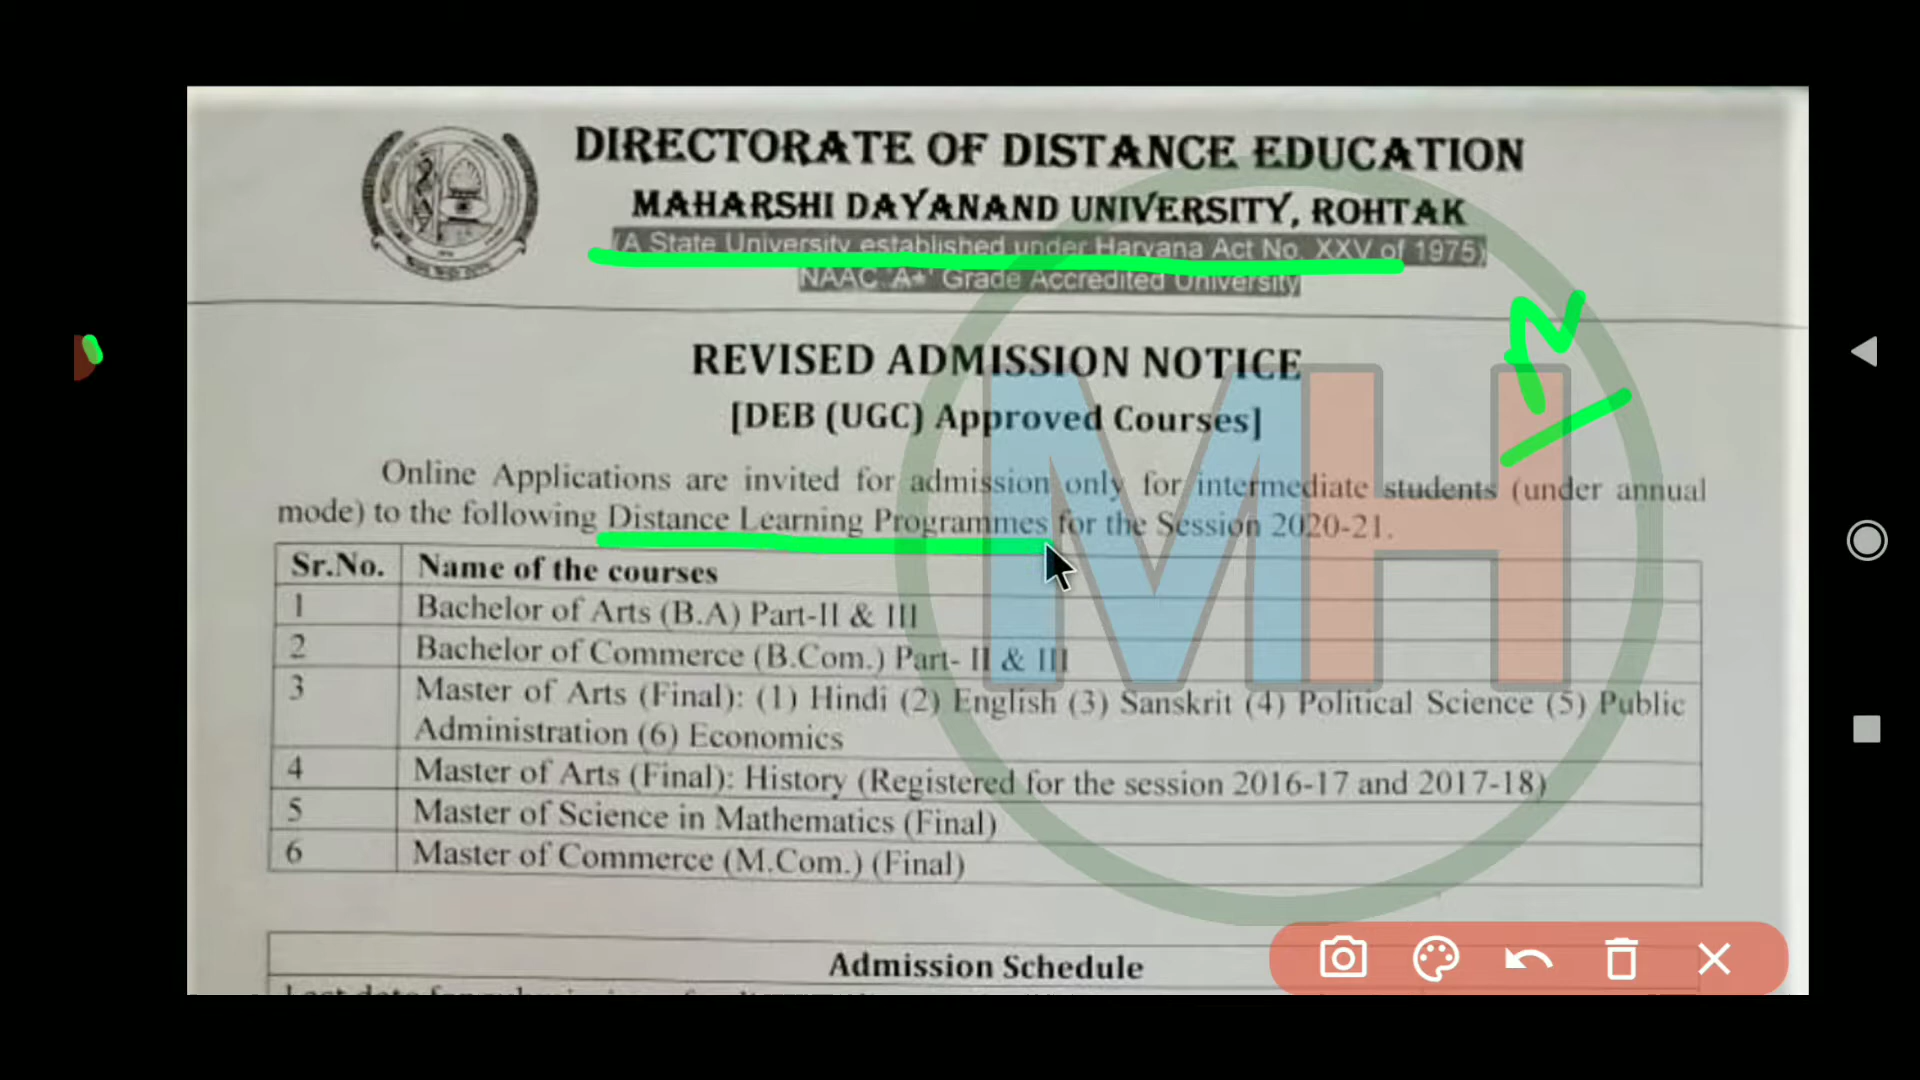 DIRECTORATE OF DISTANCE EDUCATION
MAHARSHI DAYANAND UNIVERSITY, ROHTAK
(A State University established under Haryana Act No. XXV of 1975)
NAAC 'A+' Grade Accredited University
REVISED ADMISSION NOTICE
[DEB (UGC) Approved Courses]
Online Applications are invited for admission only for intermediate students (under annual
mode) to the following Distance Learning Programmes for the Session 2020-21.
Sr.No. Name of the courses
1 Bachelor of Arts (B.A) Part-II & III
2 Bachelor of Commerce (B.Com.) Part- II & III
3 Master of Arts (Final): (1) Hindi (2) English (3) Sanskrit (4) Political Science (5) Public
Administration (6) Economics
4 Master of Arts (Final): History (Registered for the session 2016-17 and 2017-18)
5 Master of Science in Mathematics (Final)
6 Master of Commerce (M.Com.) (Final)
Admission Schedule
MH